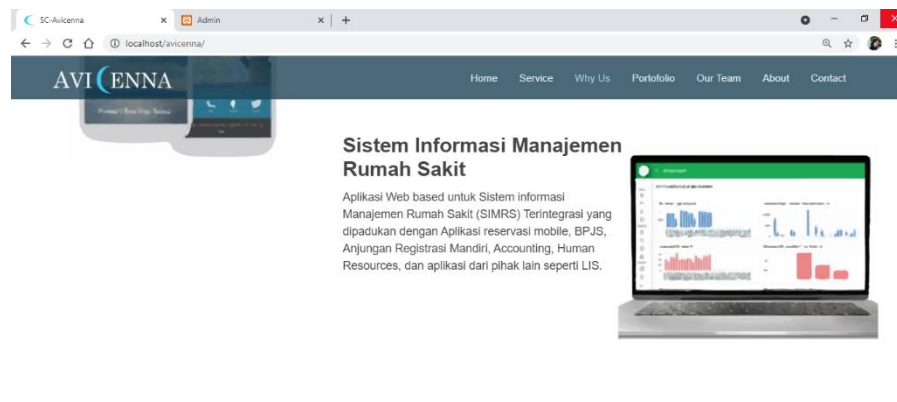 SC-Avicenna
Admin
localhost/avicenna/
AVICENNA
Home Service Why Us Portofolio Our Team About Contact
Sistem Informasi Manajemen
Rumah Sakit
Aplikasi Web based untuk Sistem informasi
Manajemen Rumah Sakit (SIMRS) Terintegrasi yang
dipadukan dengan Aplikasi reservasi mobile, BPJS,
Anjungan Registrasi Mandiri, Accounting, Human
Resources, dan aplikasi dari pihak lain seperti LIS.